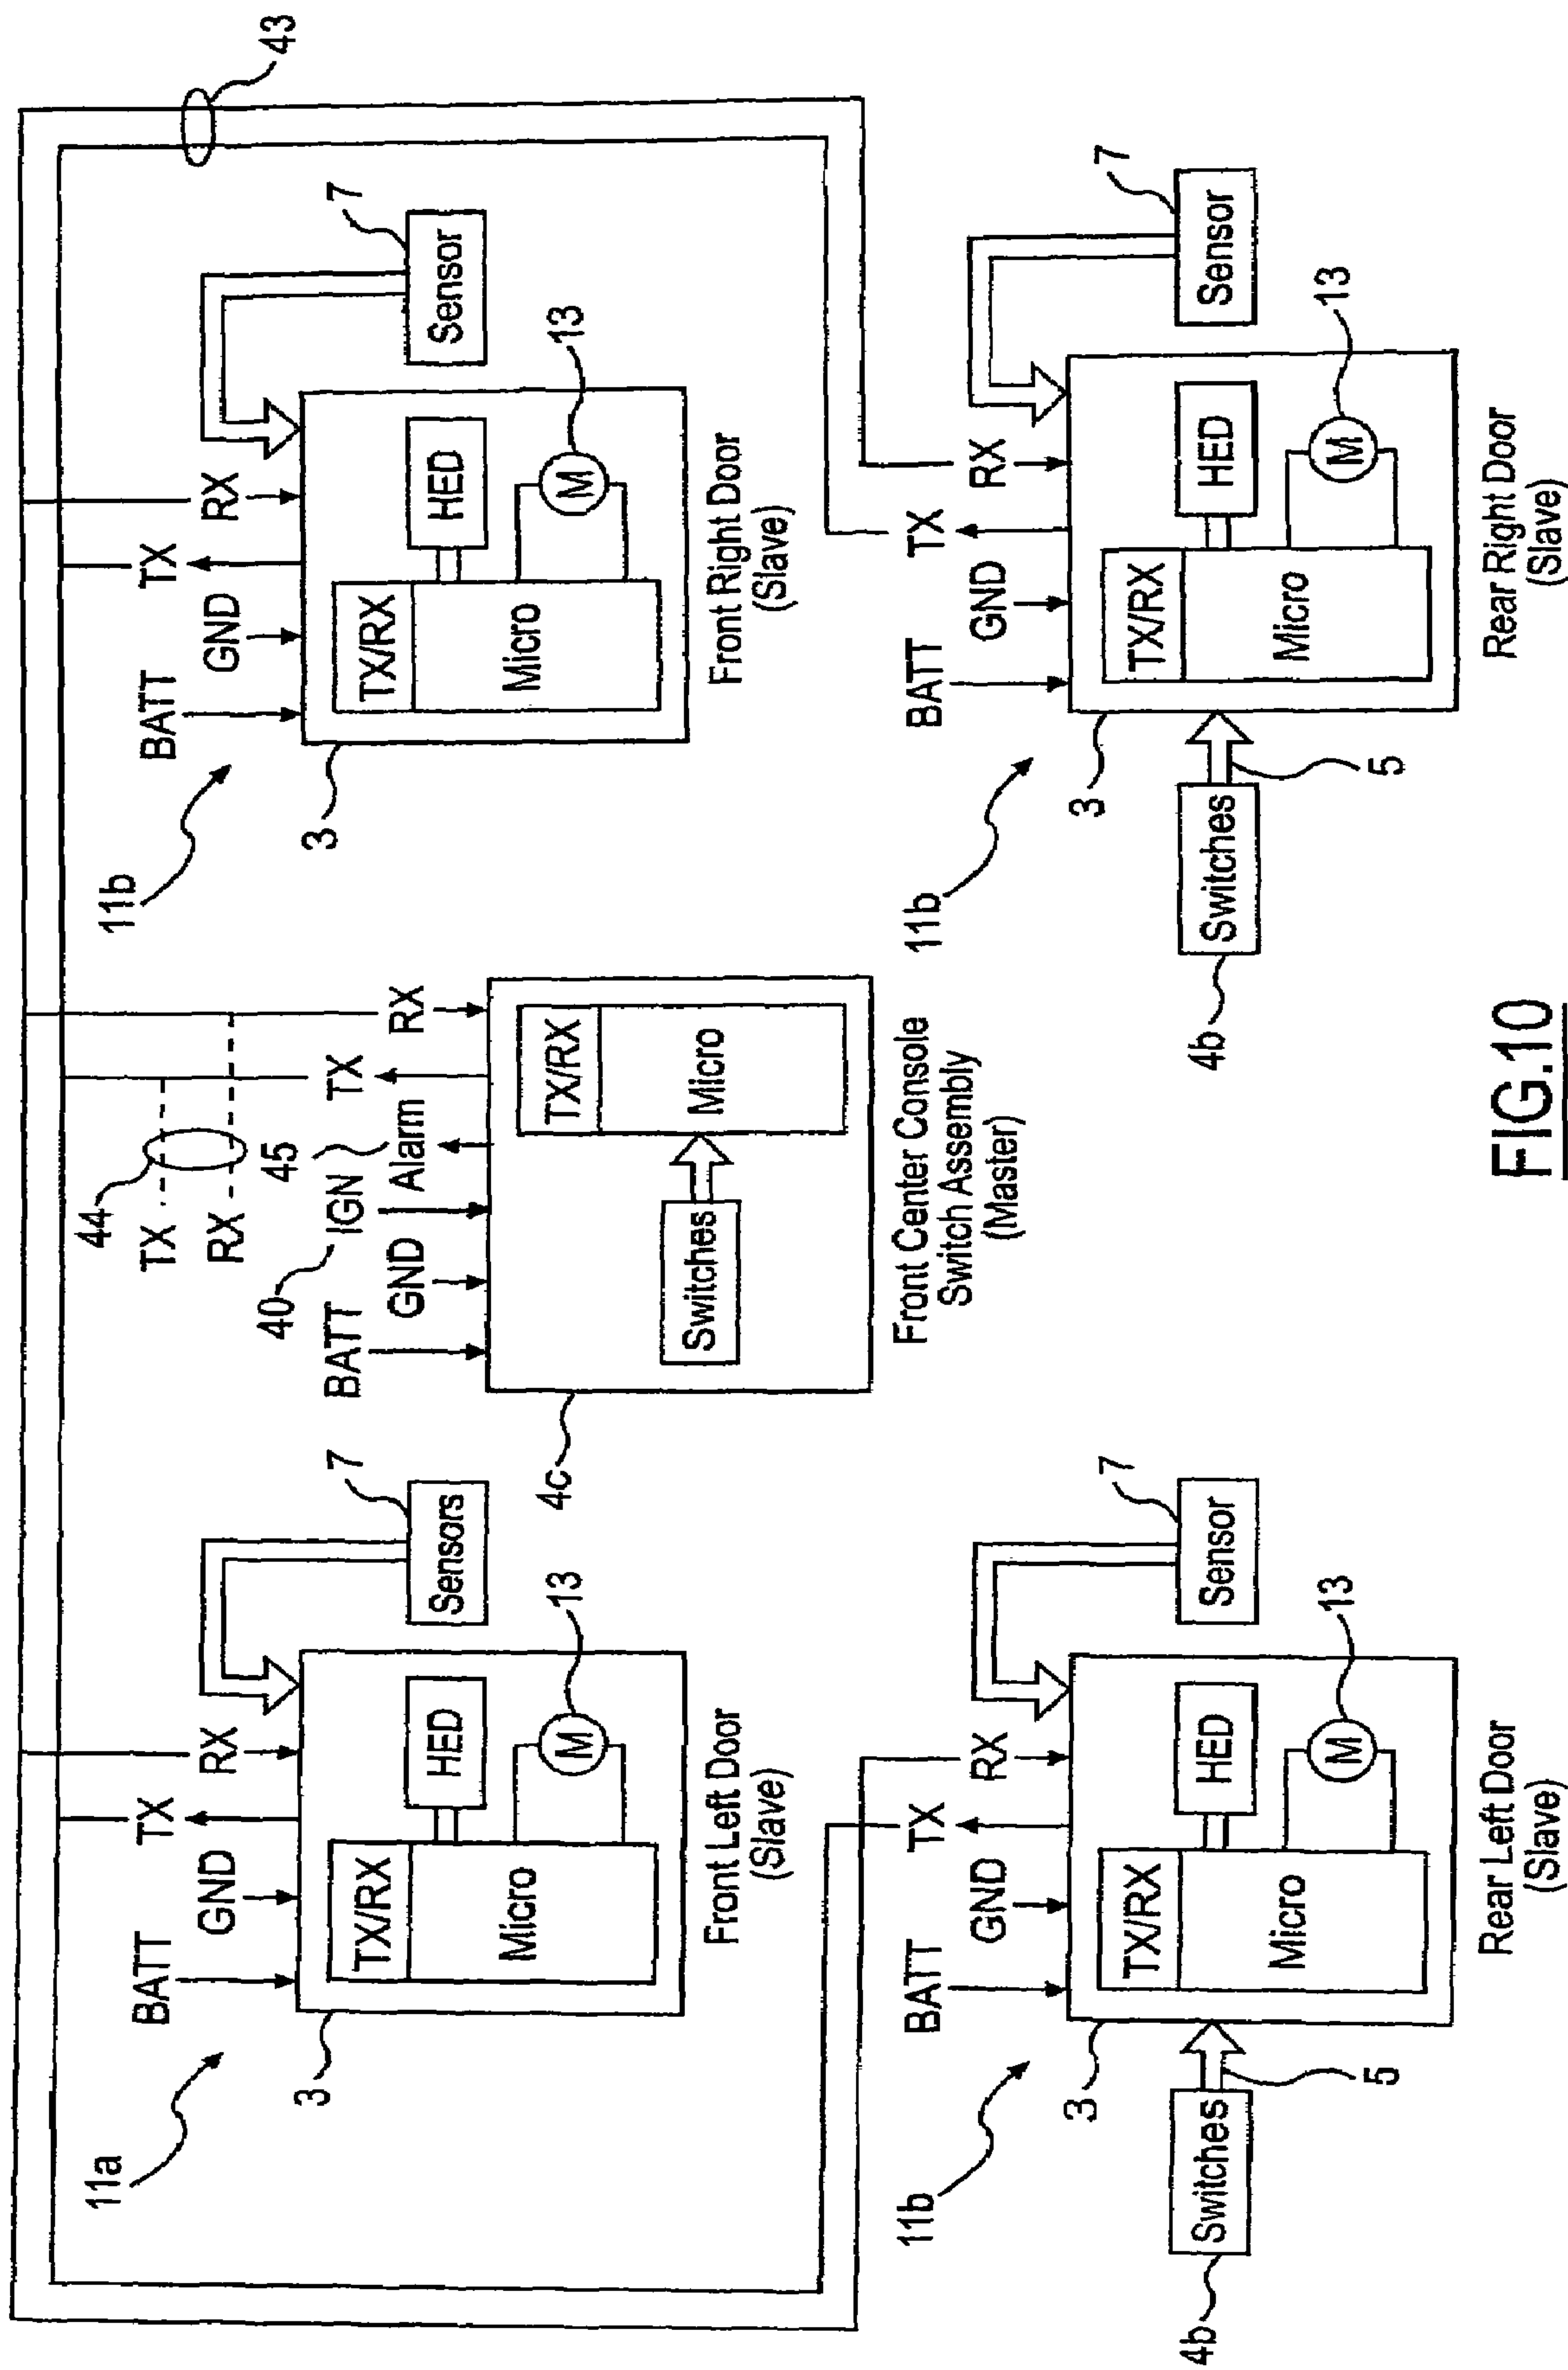 43
44
TX
RX
11a
BATT
GND
TX
RX
7
Sensors
3
TX/RX
Micro
HED
M
13
Front Left Door
(Slave)
40
45
BATT
GND
IGN
Alarm
TX
RX
4c
Switches
TX/RX
Micro
Front Center Console
Switch Assembly
(Master)
11b
BATT
GND
TX
RX
7
Sensor
3
TX/RX
Micro
HED
M
13
Front Right Door
(Slave)
11b
BATT
GND
TX
RX
7
Sensor
4b
Switches
5
3
TX/RX
Micro
HED
M
13
Rear Left Door
(Slave)
11b
BATT
GND
TX
RX
7
Sensor
4b
Switches
5
3
TX/RX
Micro
HED
M
13
Rear Right Door
(Slave)
FIG.10